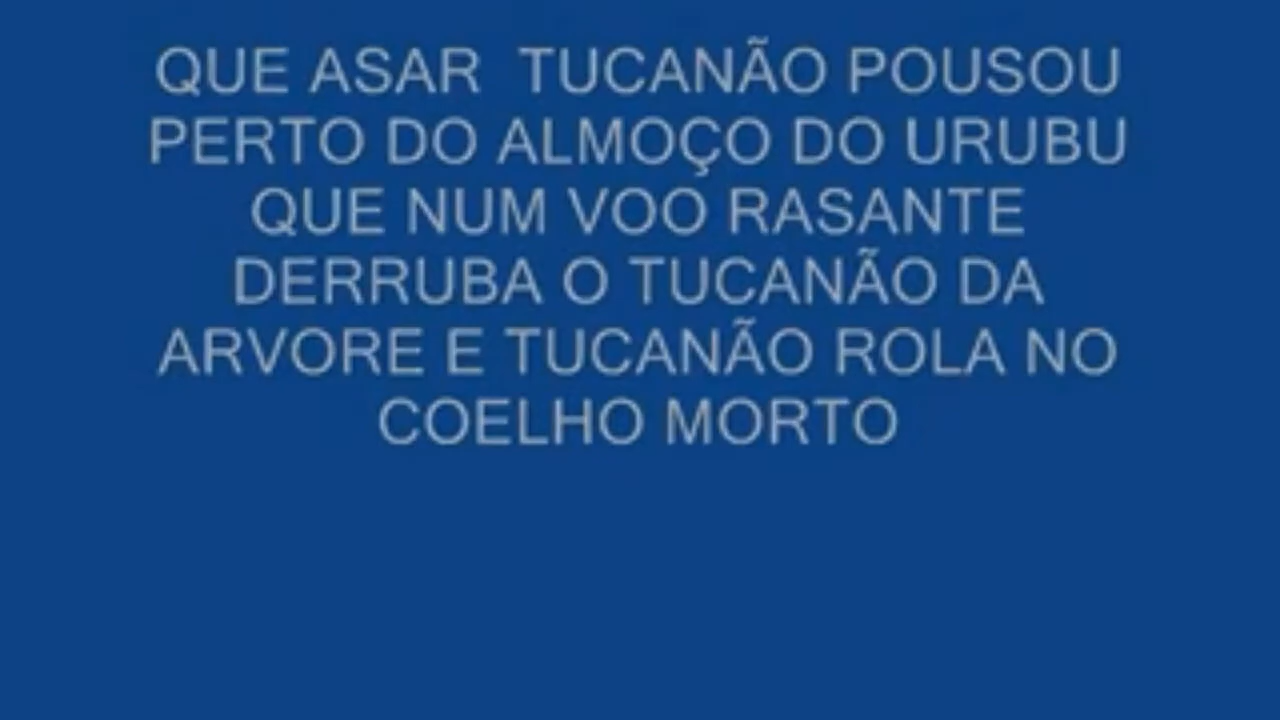 QUE ASAR  TUCANÃO POUSOU
PERTO DO ALMOÇO DO URUBU
QUE NUM VOO RASANTE
DERRUBA O TUCANÃO DA
ARVORE E TUCANÃO ROLA NO
COELHO MORTO